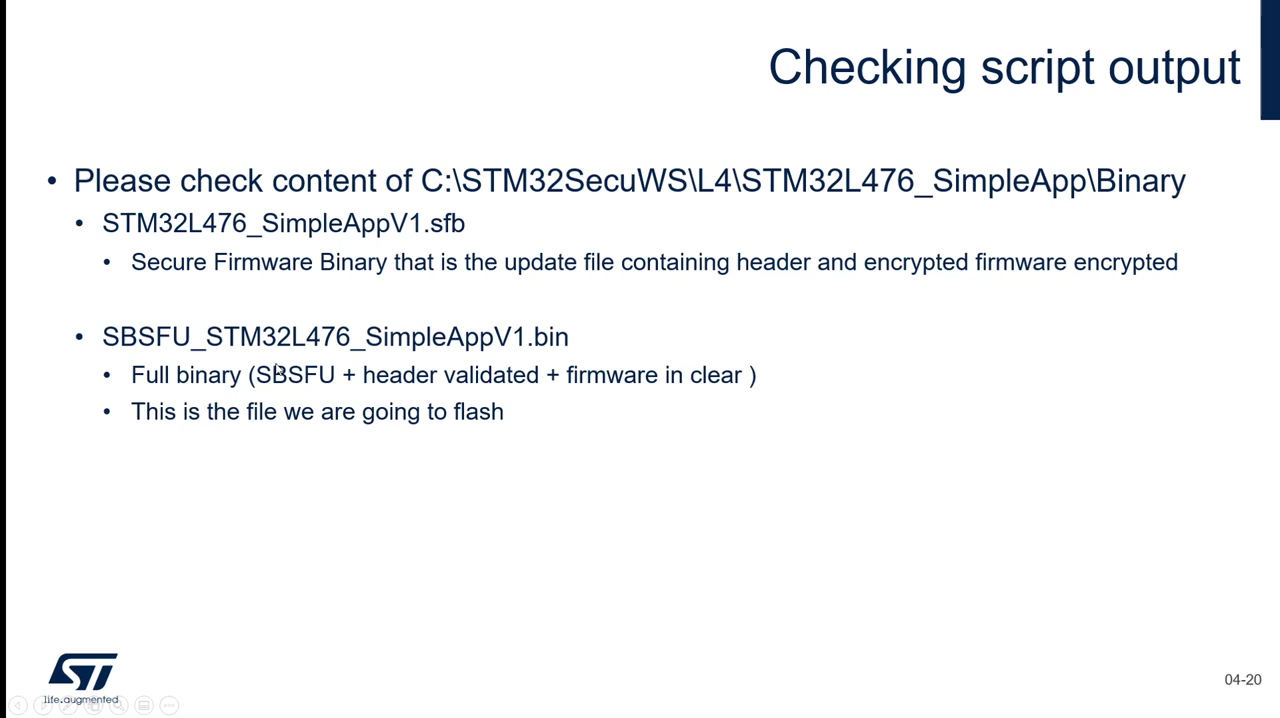 Checking script output
• Please check content of C:\STM32SecuWS\L4\STM32L476_SimpleApp\Binary
• STM32L476_SimpleAppV1.sfb
• Secure Firmware Binary that is the update file containing header and encrypted firmware encrypted
• SBSFU_STM32L476_SimpleAppV1.bin
• Full binary (SBSFU + header validated + firmware in clear )
• This is the file we are going to flash
ST
life.augmented
04-20